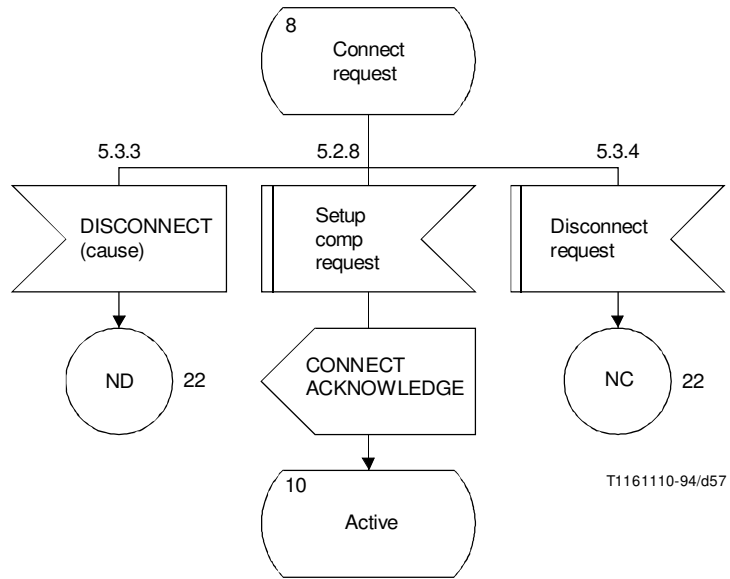 8
Connect
request
5.3.3
5.2.8
5.3.4
DISCONNECT
(cause)
Setup
comp
request
Disconnect
request
ND
22
CONNECT
ACKNOWLEDGE
NC
22
T1161110-94/d57
10
Active